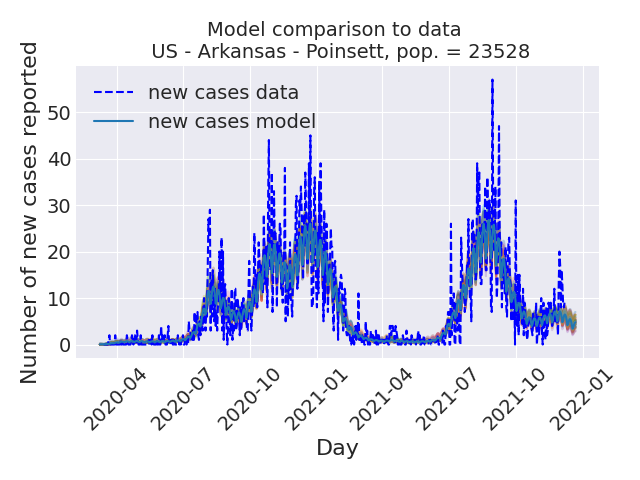 Model comparison to data
US - Arkansas - Poinsett, pop. = 23528
new cases data
new cases model
Number of new cases reported
50
40
30
20
10
0
2020-04
2020-07
2020-10
2021-01
2021-04
2021-07
2021-10
2022-01
Day